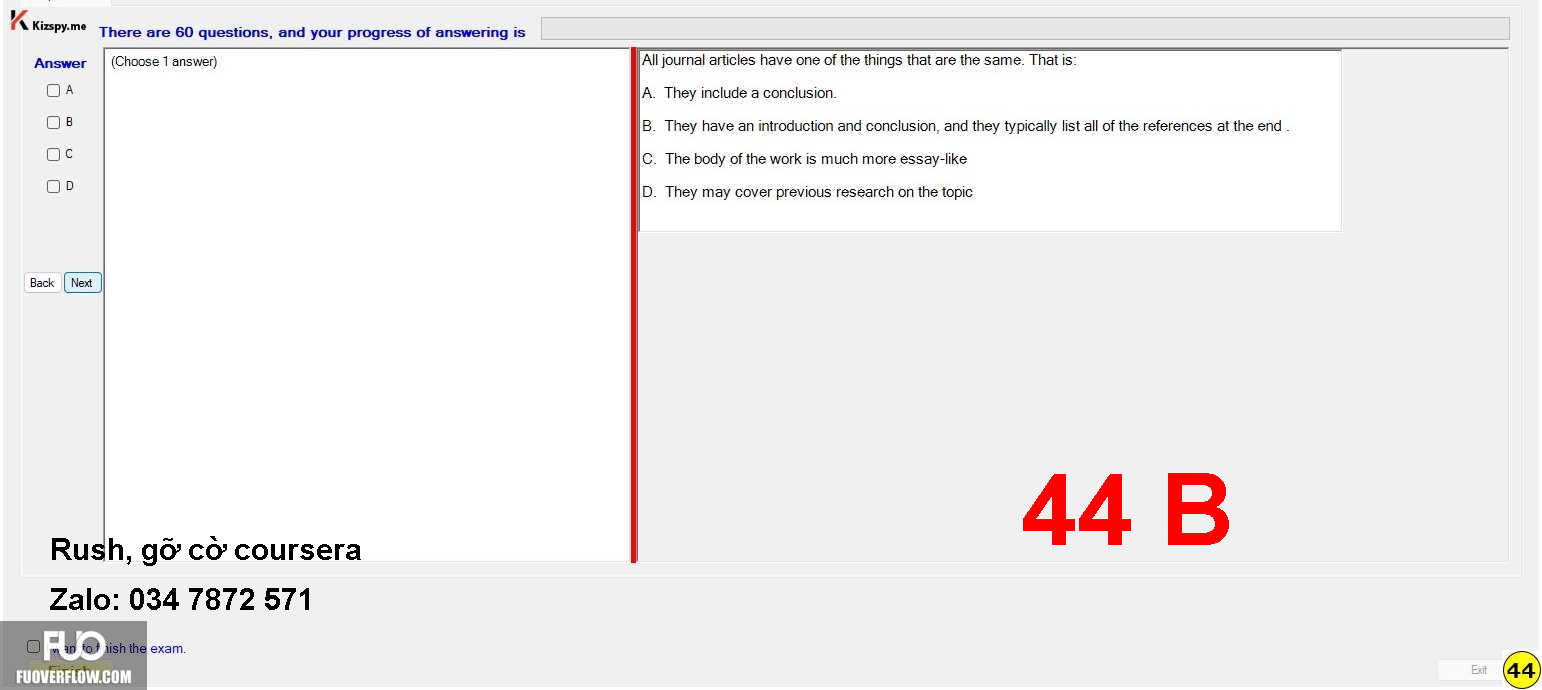 Kizspy.me
There are 60 questions, and your progress of answering is
Answer
(Choose 1 answer)
A
B
C
D
Back Next
All journal articles have one of the things that are the same. That is:
A. They include a conclusion.
B. They have an introduction and conclusion, and they typically list all of the references at the end .
C. The body of the work is much more essay-like
D. They may cover previous research on the topic
44 B
Rush, gỡ cờ coursera
Zalo: 034 7872 571
FUO
want to finish the exam.
Finish
FUOVERFLOW.COM
Exit
44